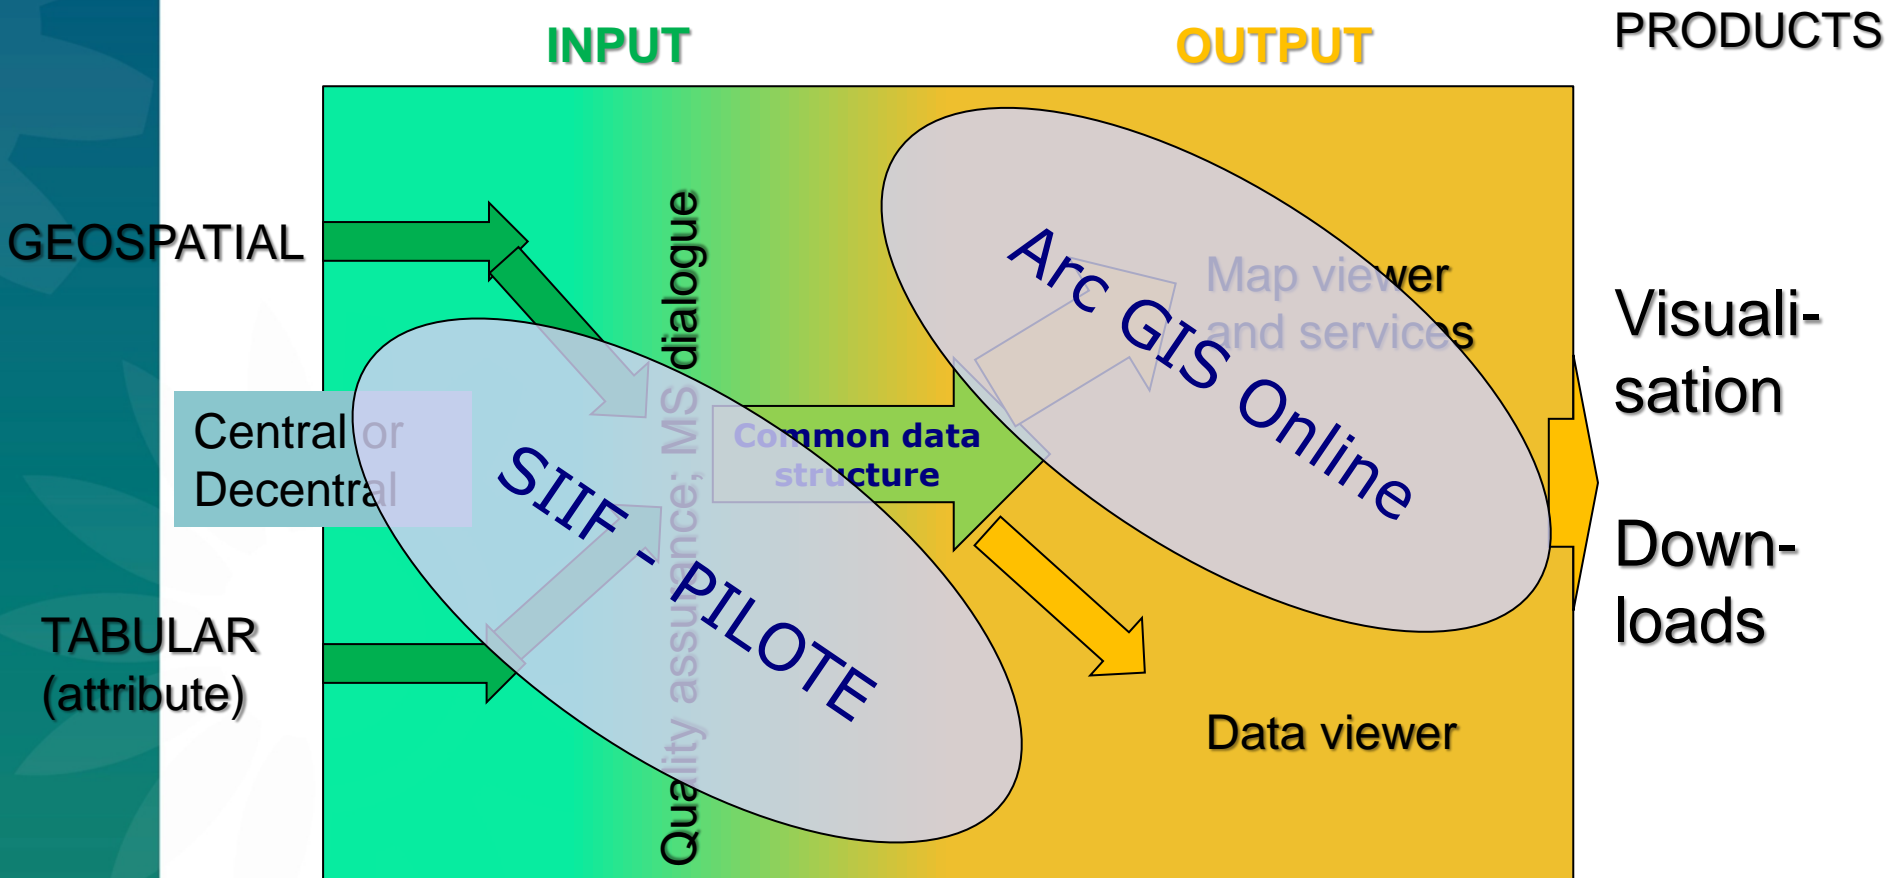 INPUT
OUTPUT
PRODUCTS
GEOSPATIAL
Central or
Decentral
TABULAR
(attribute)
Quality assurance; MS dialogue
SIIF - PILOTE
Common data
structure
Arc GIS Online
Map viewer
and services
Data viewer
Visuali-
sation
Down-
loads